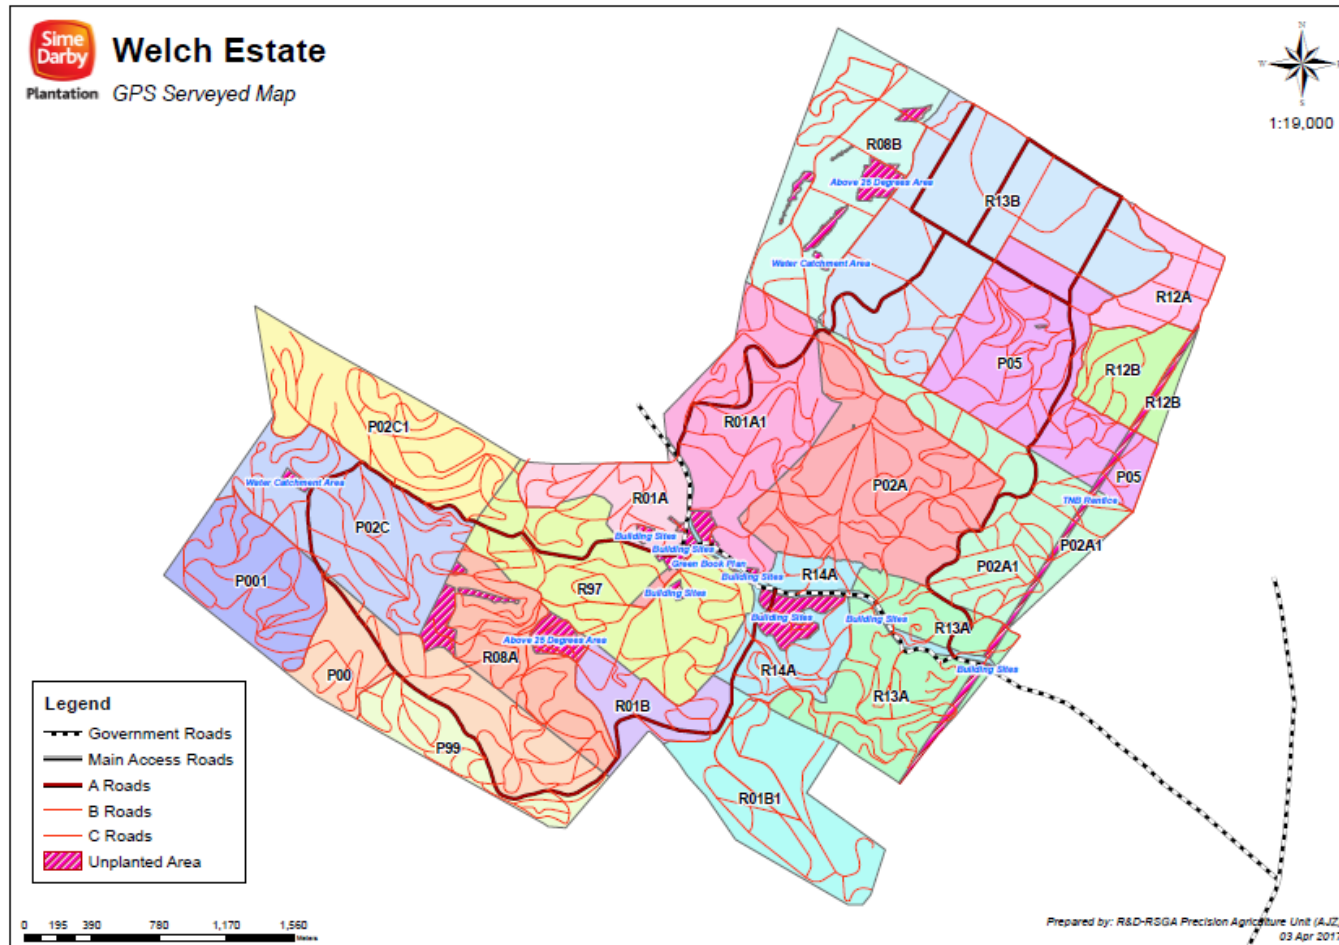 Sime
Darby
Plantation
Welch Estate
GPS Serveyed Map
N
W
S
1:19,000
R08B
Above 25 Degrees Area
R13B
Water Catchment Area
R12A
P05
R12B
R12B
R01A1
P02C1
P02A
P05
R01A
Water Catchment Area
TNB Rentice
P02C
Building Sites
Building Sites
P02A1
Green Book Plan
P02A1
P001
R97
Building Sites
R14A
Building Sites
Building Sites
Building Sites
R13A
Above 25 Degrees Area
R08A
R14A
Building Sites
P00
R13A
R01B
P99
R01B1
Legend
Government Roads
Main Access Roads
A Roads
B Roads
C Roads
Unplanted Area
0 195 390 780 1,170 1,560
Meters
Prepared by: R&D-RSGA Precision Agriculture Unit (AJZ)
03 Apr 2017